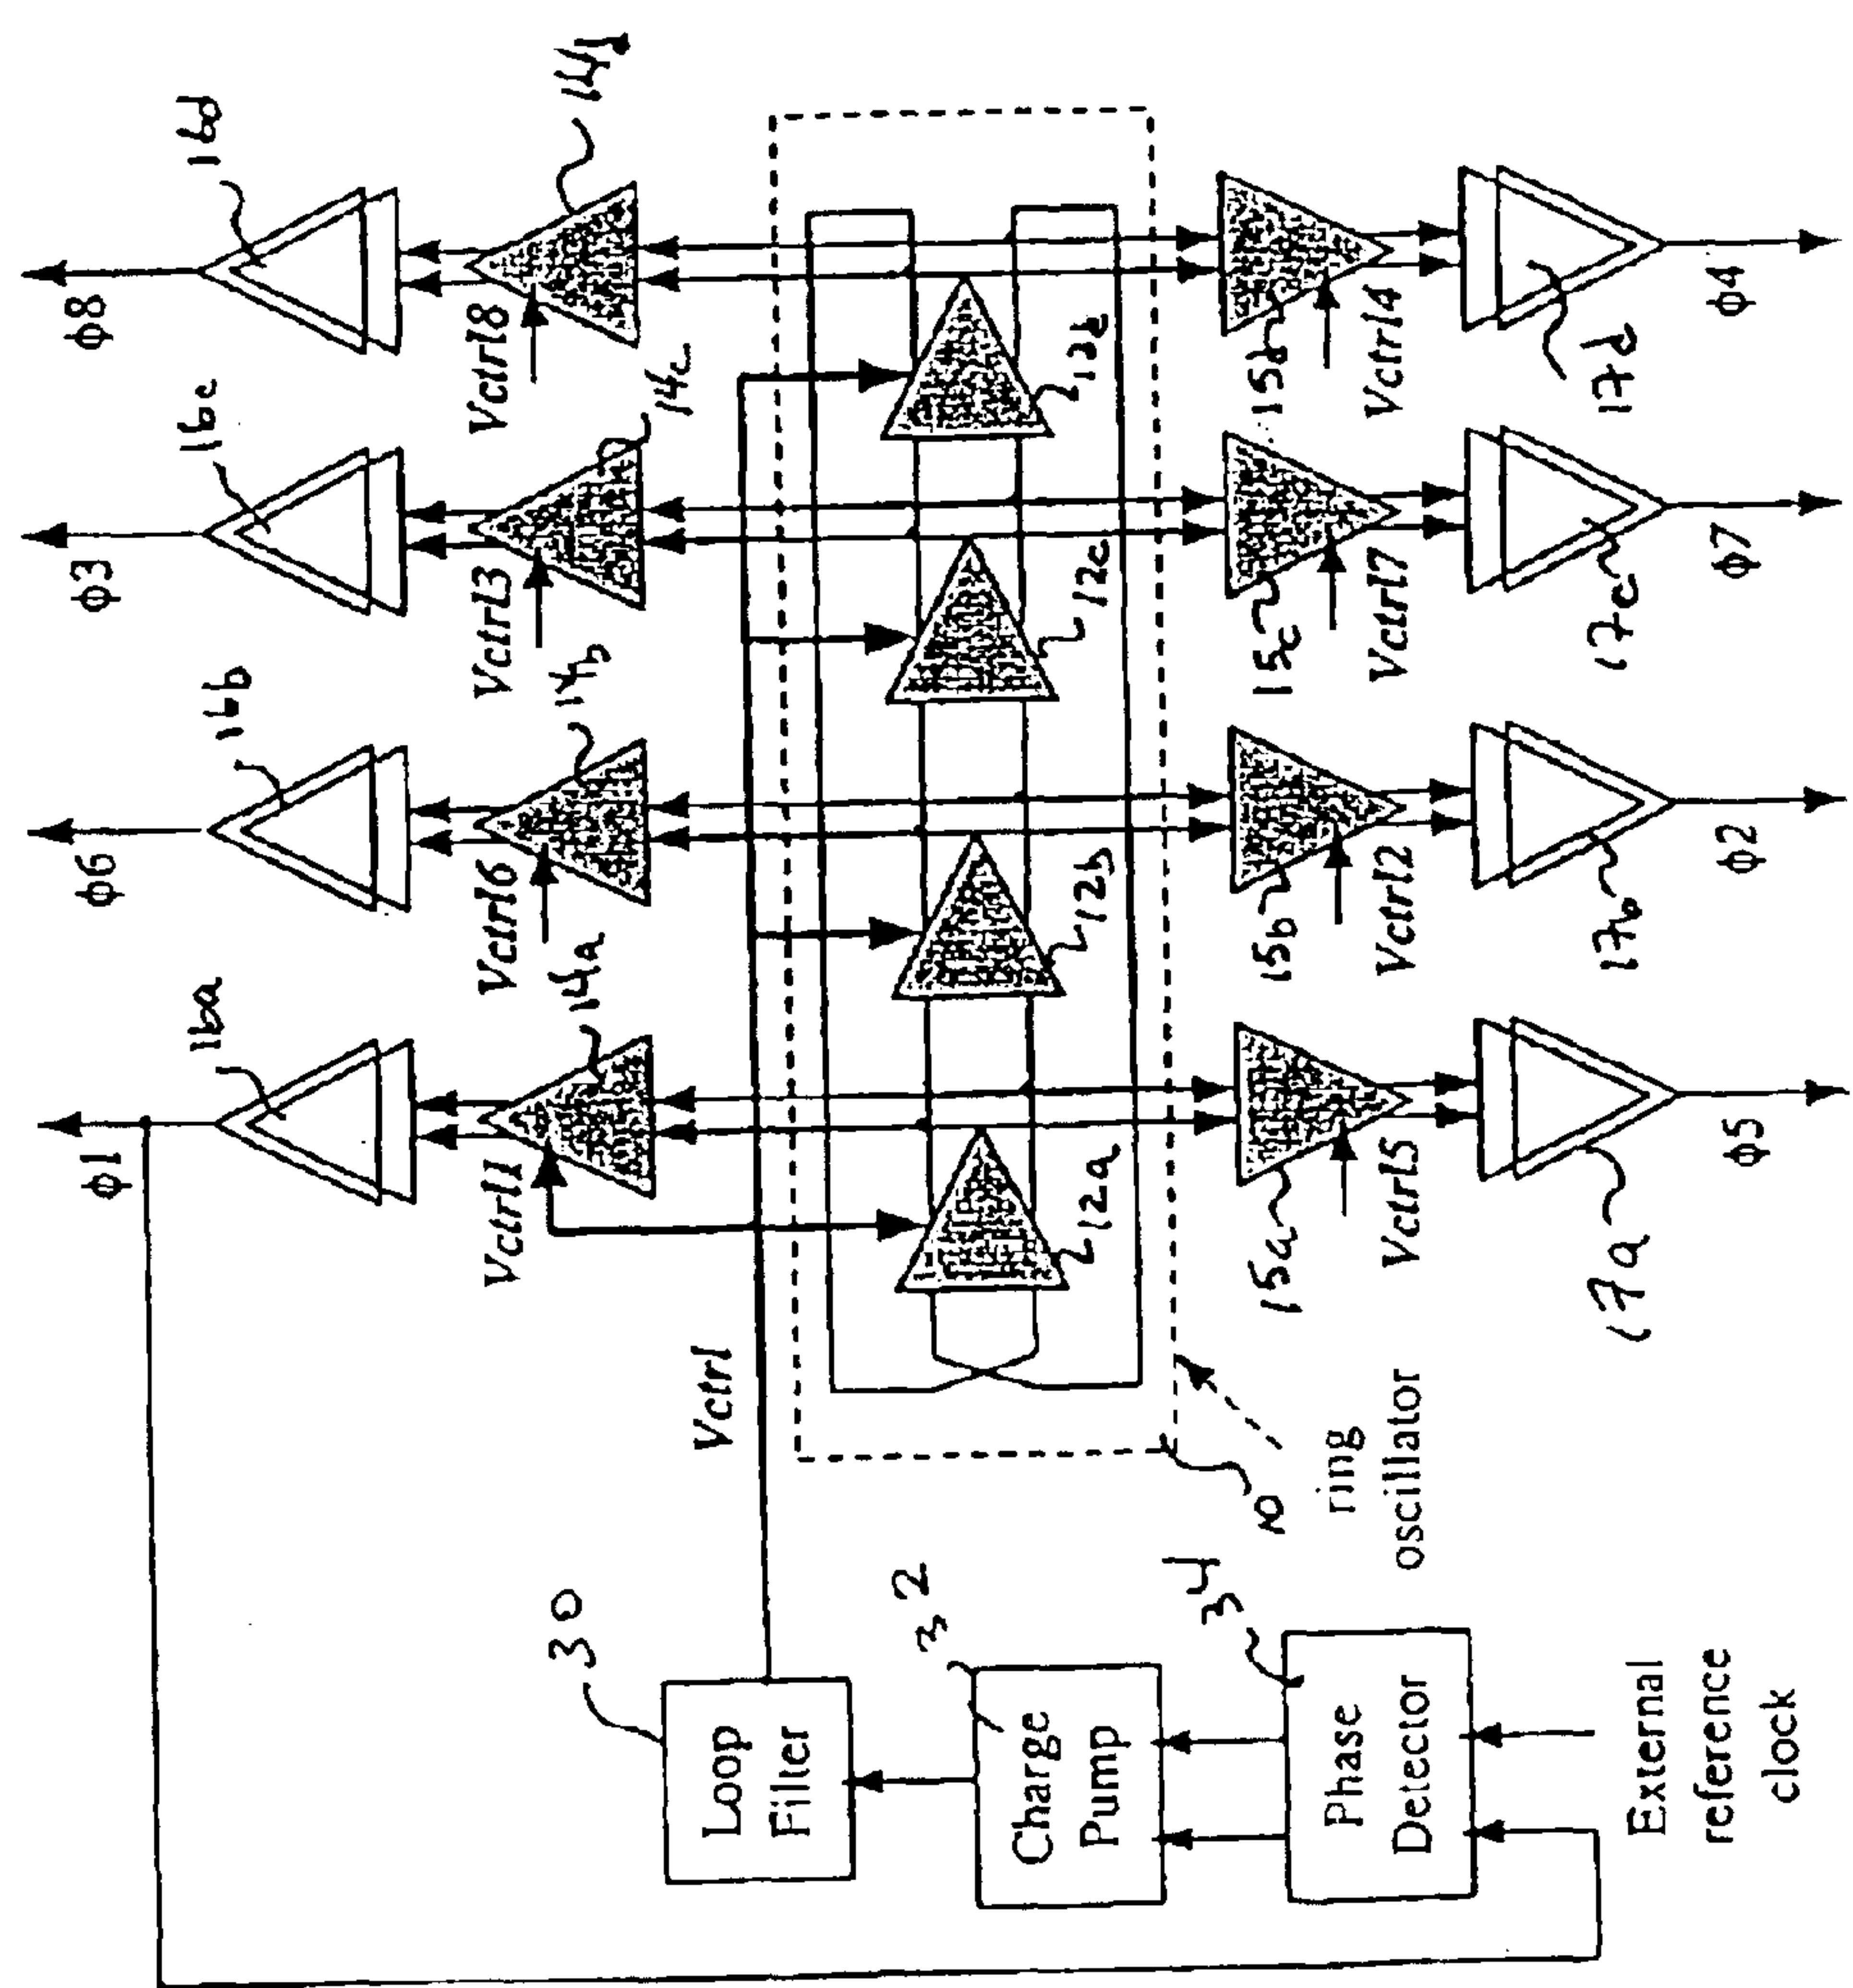 ϕ1
ϕ6
ϕ3
ϕ8
16a
16b
16c
16d
Vctrl1
Vctrl6
Vctrl3
Vctrl8
14a
14b
14c
14d
Vctrl
30
Loop
Filter
32
Charge
Pump
34
Phase
Detector
External
reference
clock
10
ring
oscillator
12a
12b
12c
15a
15b
15c
15d
Vctrl5
Vctrl2
Vctrl7
Vctrl4
17a
17b
17c
17d
ϕ5
ϕ2
ϕ7
ϕ4